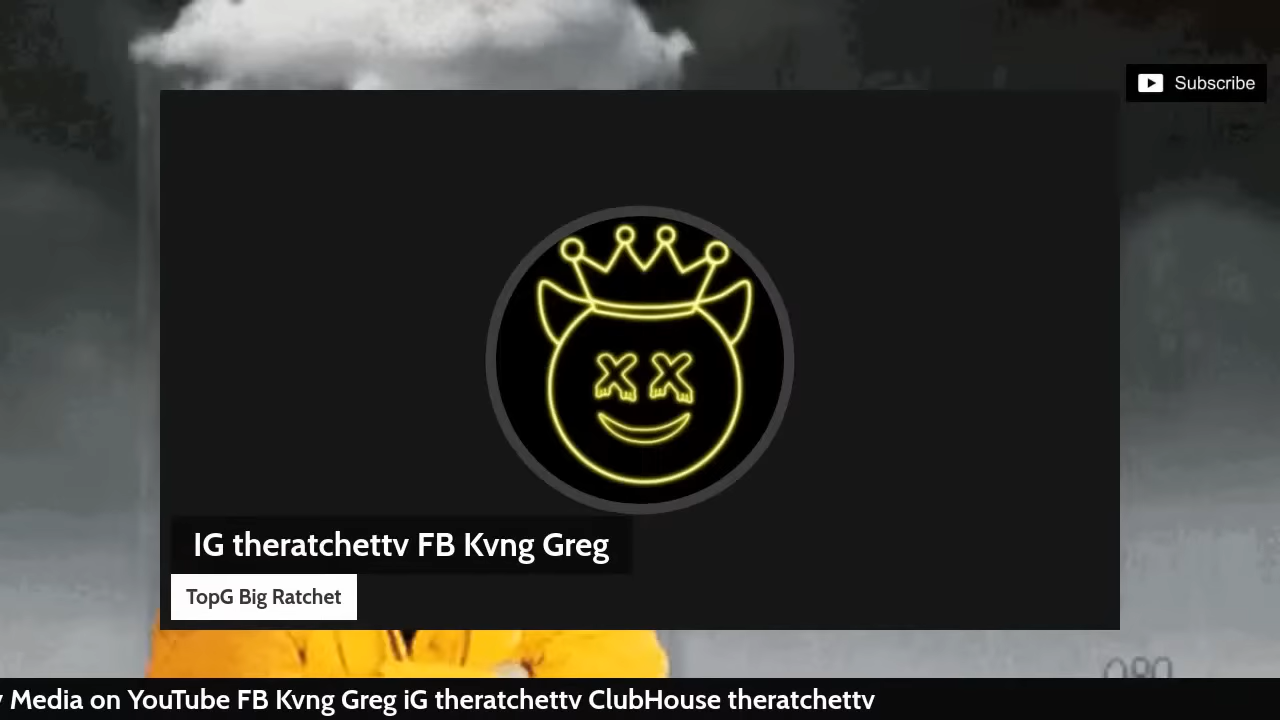 Subscribe
IG theratchettv FB Kvng Greg
TopG Big Ratchet
Media on YouTube FB Kvng Greg iG theratchettv ClubHouse theratchettv